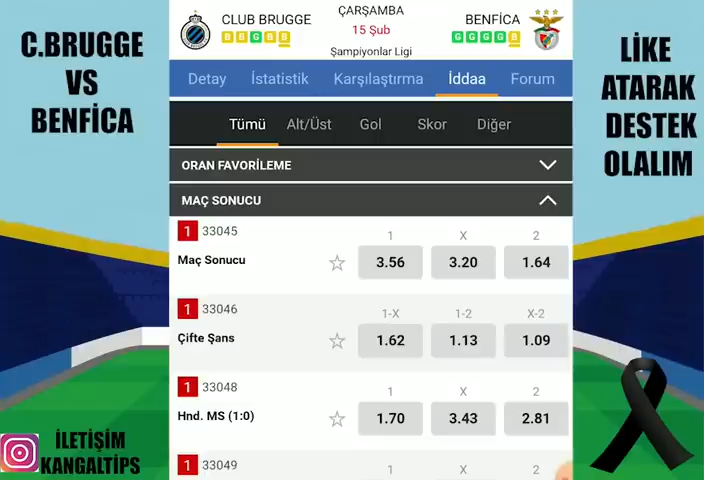 C.BRUGGE
VS
BENFİCA
CLUB BRUGGE
B B G B B
ÇARŞAMBA
15 Şub
Şampiyonlar Ligi
BENFİCA
G G G G B
Detay İstatistik Karşılaştırma İddaa Forum
Tümü Alt/Üst Gol Skor Diğer
ORAN FAVORİLEME
MAÇ SONUCU
1 33045
Maç Sonucu
1 X 2
3.56 3.20 1.64
1 33046
Çifte Şans
1-X 1-2 X-2
1.62 1.13 1.09
1 33048
Hnd. MS (1:0)
1 X 2
1.70 3.43 2.81
1 33049
1 X 2
LİKE
ATARAK
DESTEK
OLALIM
İLETİŞİM
KANGALTİPS